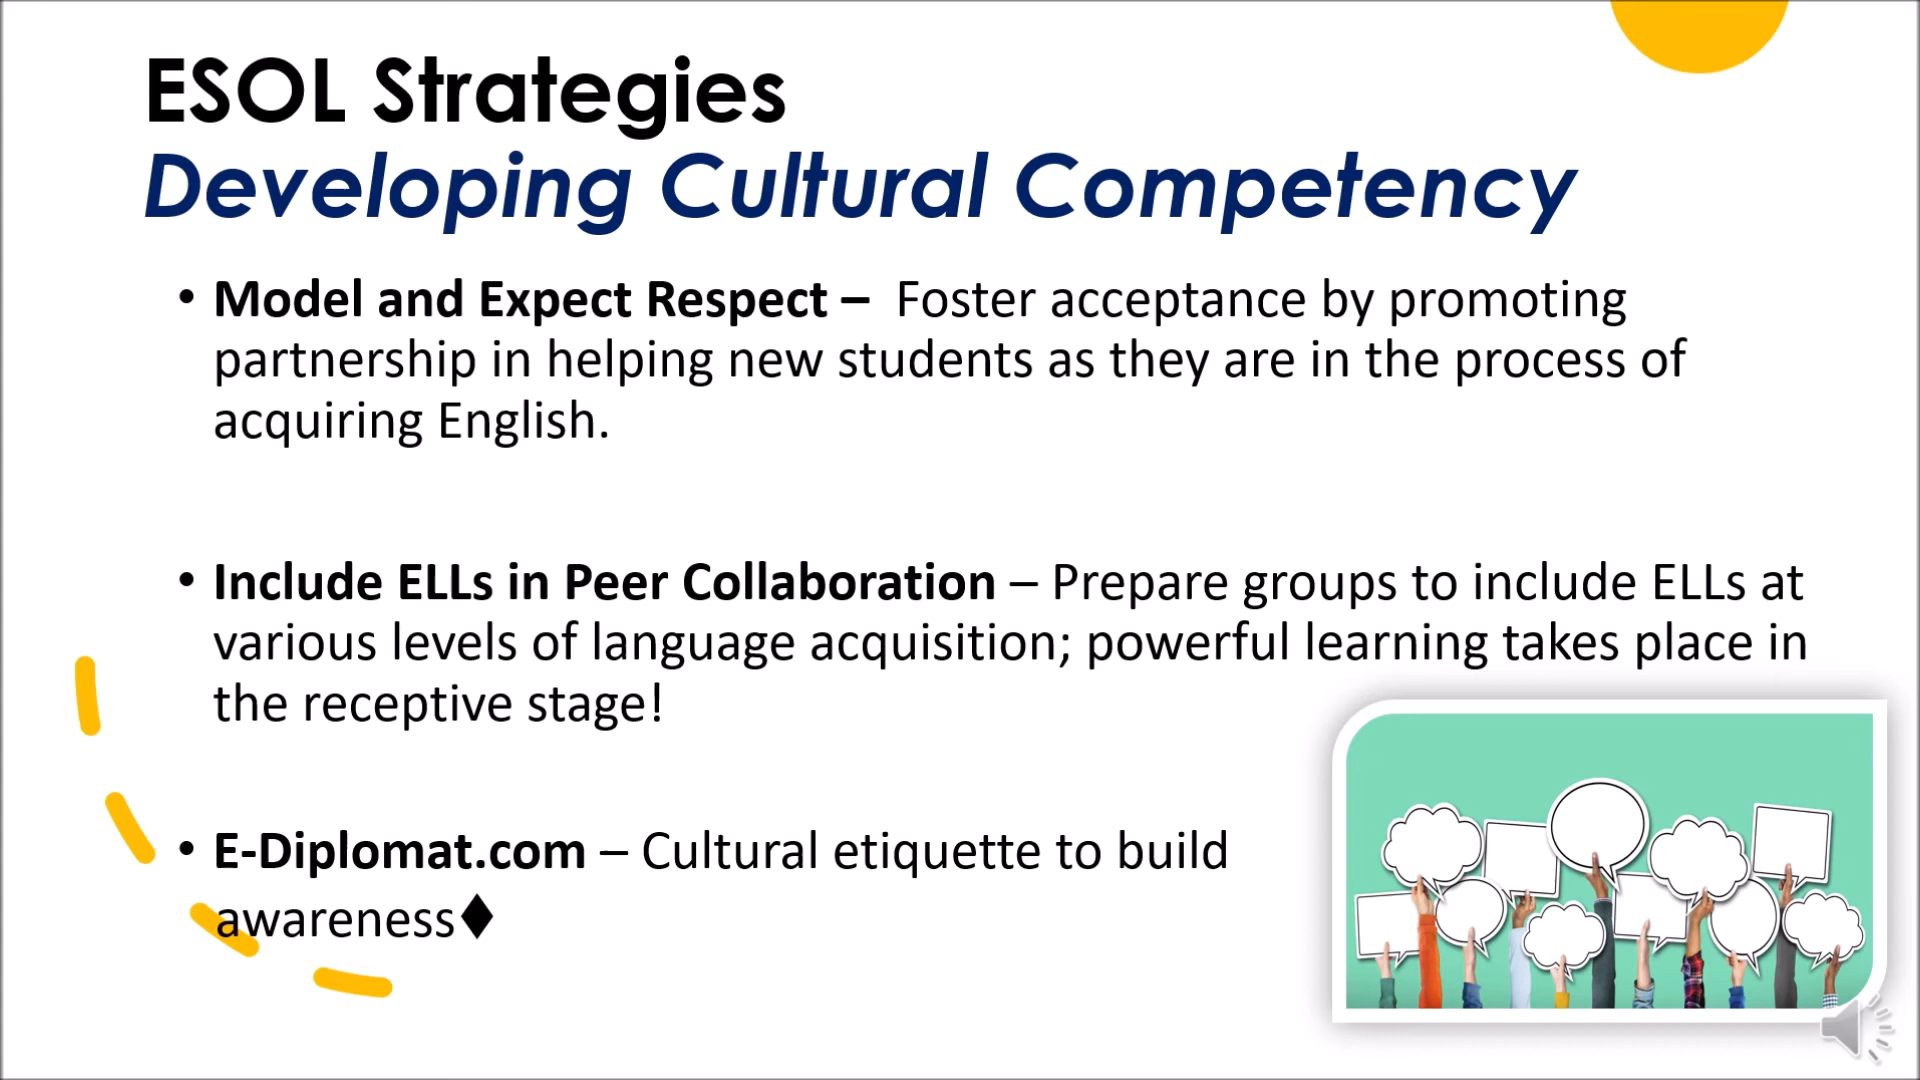 ESOL Strategies
Developing Cultural Competency
• Model and Expect Respect – Foster acceptance by promoting
partnership in helping new students as they are in the process of
acquiring English.
• Include ELLs in Peer Collaboration – Prepare groups to include ELLs at
various levels of language acquisition; powerful learning takes place in
the receptive stage!
• E-Diplomat.com – Cultural etiquette to build
awareness♦